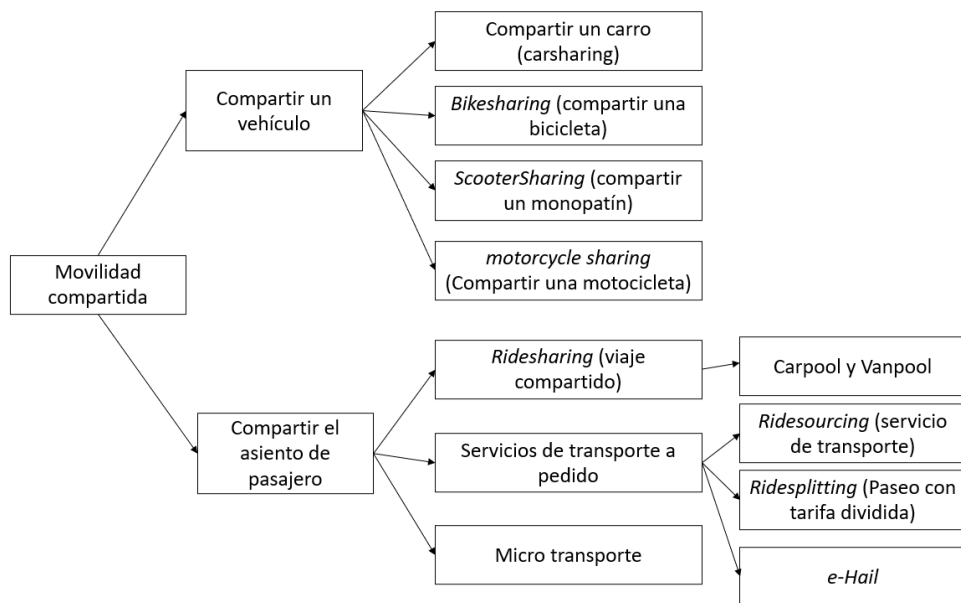 Compartir un carro
(carsharing)
Compartir un
vehículo
Bikesharing (compartir una
bicicleta)
ScooterSharing (compartir
un monopatín)
motorcycle sharing
(Compartir una motocicleta)
Movilidad
compartida
Ridesharing (viaje
compartido)
Carpool y Vanpool
Compartir el
asiento de
pasajero
Servicios de transporte a
pedido
Ridesourcing (servicio
de transporte)
Ridesplitting (Paseo con
tarifa dividida)
Micro transporte
e-Hail